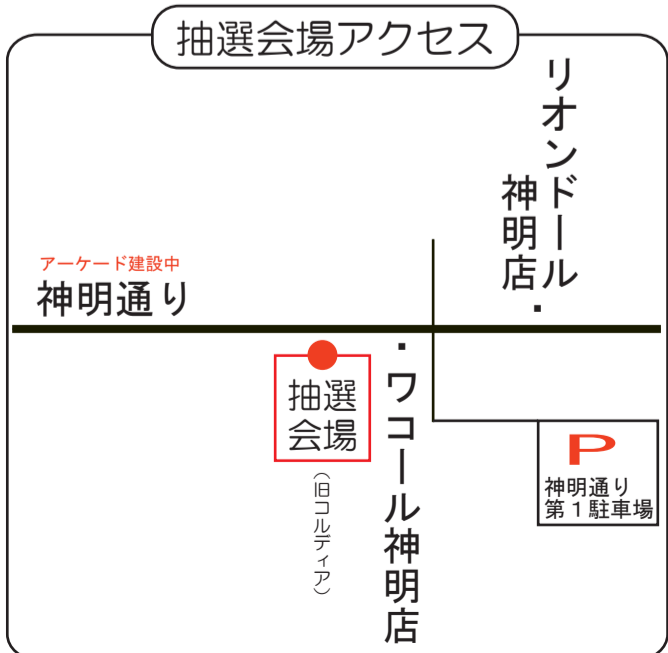 抽選会場アクセス
リオンドール・
神明店
アーケード建設中
神明通り
抽選
会場
(旧コルディア)
・ワコール神明店
P
神明通り
第1駐車場